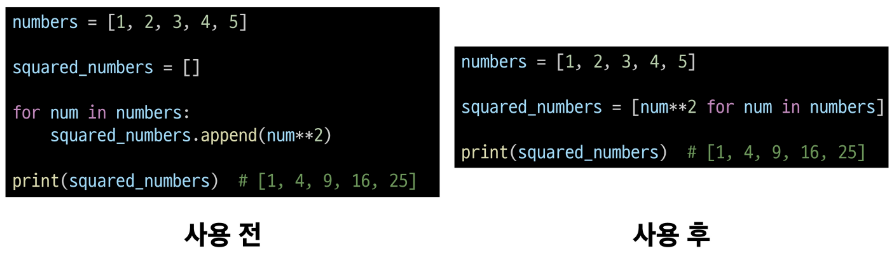 numbers = [1, 2, 3, 4, 5]
squared_numbers = []
for num in numbers:
    squared_numbers.append(num**2)
print(squared_numbers)  # [1, 4, 9, 16, 25]
사용 전
numbers = [1, 2, 3, 4, 5]
squared_numbers = [num**2 for num in numbers]
print(squared_numbers)  # [1, 4, 9, 16, 25]
사용 후